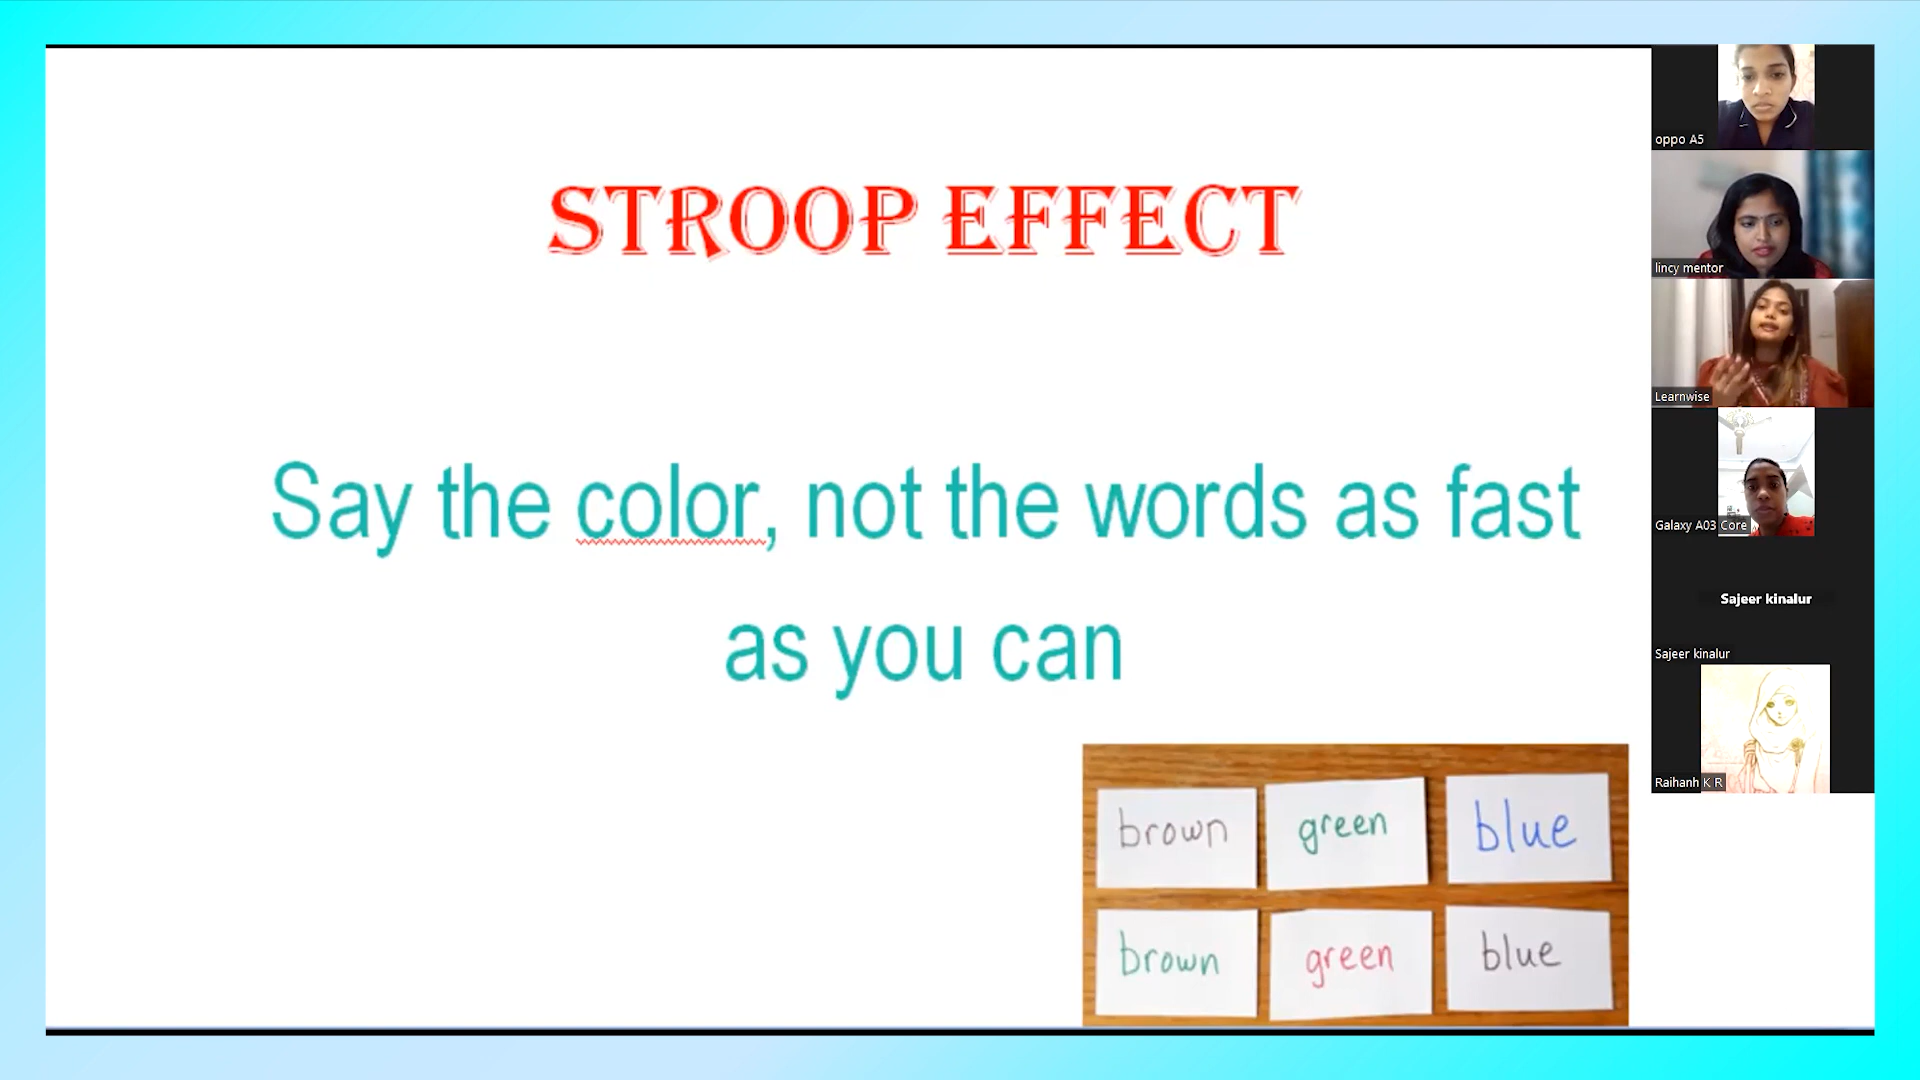 STROOP EFFECT
Say the color, not the words as fast
as you can
brown green blue
brown green blue
oppo A5
lincy mentor
Learnwise
Galaxy A03 Core
Sajeer kinalur
Sajeer kinalur
Raihanh K R